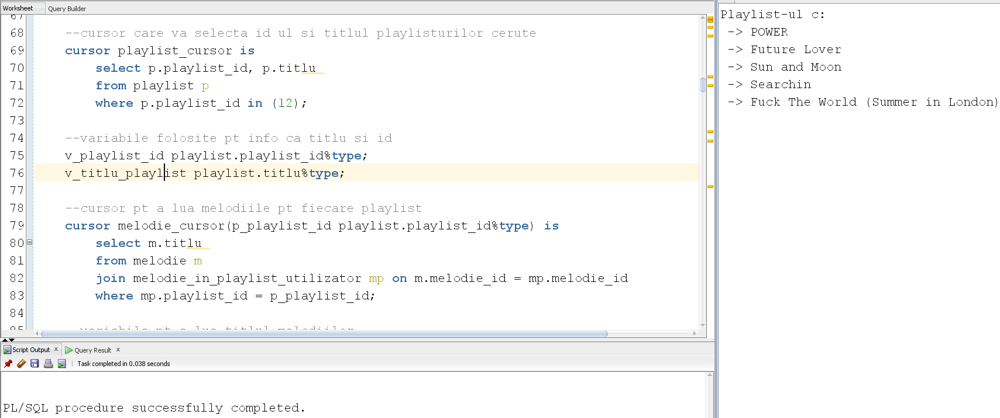 Worksheet Query Builder
67
68 --cursor care va selecta id ul si titlul playlisturilor cerute
69 cursor playlist_cursor is
70 select p.playlist_id, p.titlu
71 from playlist p
72 where p.playlist_id in (12);
73
74 --variabile folosite pt info ca titlu si id
75 v_playlist_id playlist.playlist_id%type;
76 v_titlu_playlist playlist.titlu%type;
77
78 --cursor pt a lua melodiile pt fiecare playlist
79 cursor melodie_cursor(p_playlist_id playlist.playlist_id%type) is
80 select m.titlu
81 from melodie m
82 join melodie_in_playlist_utilizator mp on m.melodie_id = mp.melodie_id
83 where mp.playlist_id = p_playlist_id;
84
85 --variabile pt a lua titlul melodiilor
Script Output x Query Result x
Task completed in 0.038 seconds
PL/SQL procedure successfully completed.
Playlist-ul c:
-> POWER
-> Future Lover
-> Sun and Moon
-> Searchin
-> Fuck The World (Summer in London)